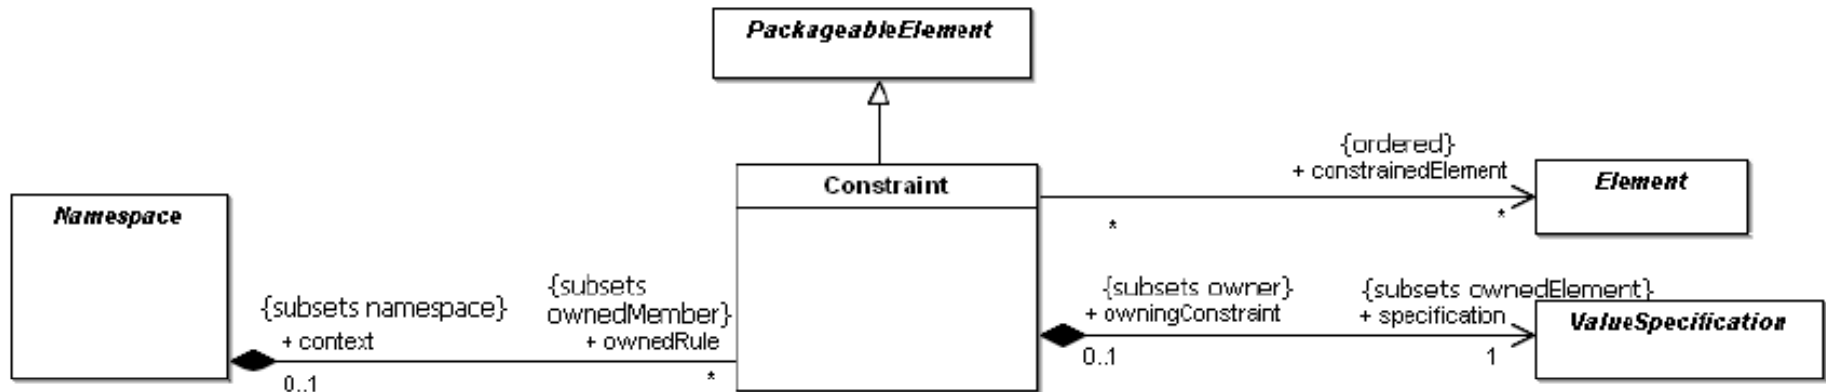 PackageableElement
{ordered}
+ constrainedElement
Constraint
Element
Namespace
*
*
{subsets
ownedMember}
{subsets namespace}
+ context
+ ownedRule
0..1
*
{subsets owner}
+ owningConstraint
{subsets ownedElement}
+ specification
ValueSpecification
0..1
1